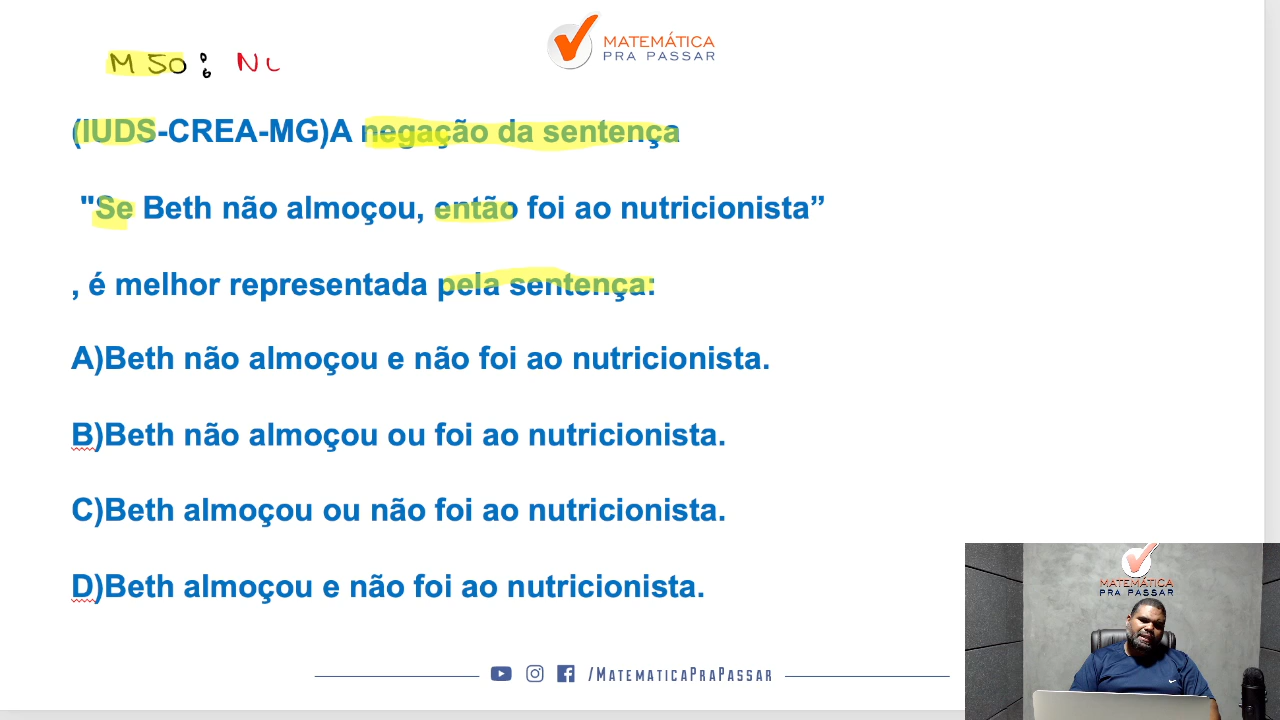 MATEMÁTICA
PRA PASSAR
M50: NU
(IUDS-CREA-MG)A negação da sentença
"Se Beth não almoçou, então foi ao nutricionista”
, é melhor representada pela sentença:
A)Beth não almoçou e não foi ao nutricionista.
B)Beth não almoçou ou foi ao nutricionista.
C)Beth almoçou ou não foi ao nutricionista.
D)Beth almoçou e não foi ao nutricionista.
MATEMÁTICA
PRA PASSAR
/MATEMATICAPRAPASSAR